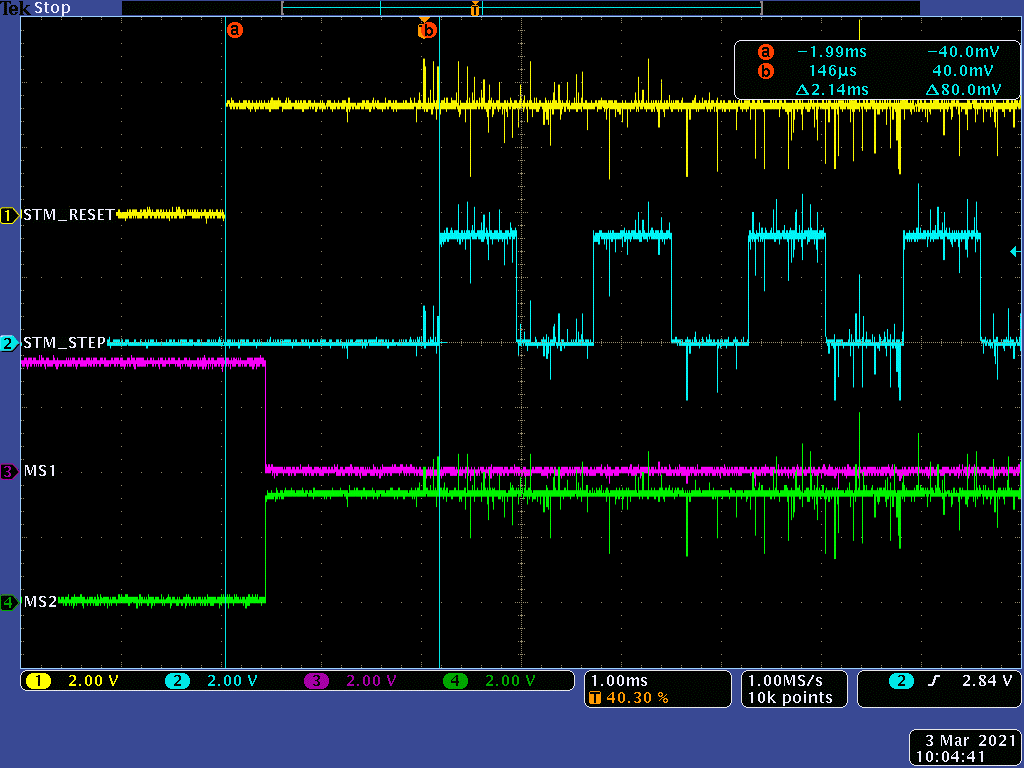 Tek Stop
T
a
b
a −1.99ms −40.0mV
b 146µs 40.0mV
Δ2.14ms Δ80.0mV
1 STM_RESET
2 STM_STEP
3 MS1
4 MS2
1 2.00 V 2 2.00 V 3 2.00 V 4 2.00 V
1.00ms
T 40.30 %
1.00MS/s
10k points
2 2.84 V
3 Mar 2021
10:04:41